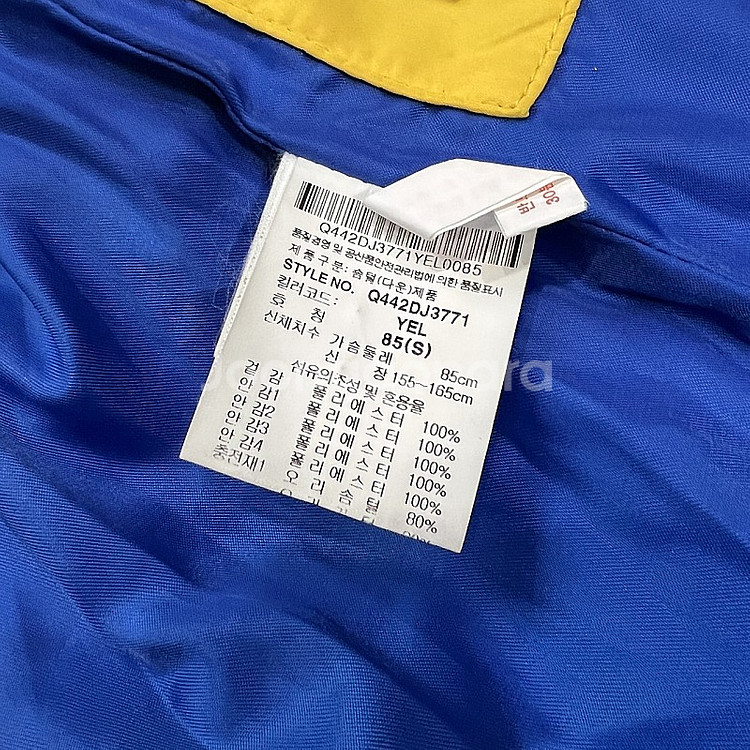 Q442DJ3771YEL0085
품질경영 및 공산품안전관리법에 의한 품질표시
제품구분: 솜털(다운)제품
STYLE NO. Q442DJ3771
컬러코드: YEL
호 칭 85(S)
신체치수 가슴둘레 85cm
신 장 155~165cm
섬유의조성 및 혼용율
겉 감 폴리에스터 100%
안 감1 폴리에스터 100%
안 감2 폴리에스터 100%
안 감3 폴리에스터 100%
안 감4 폴리에스터 100%
충전재1 오 리 솜 털 80%